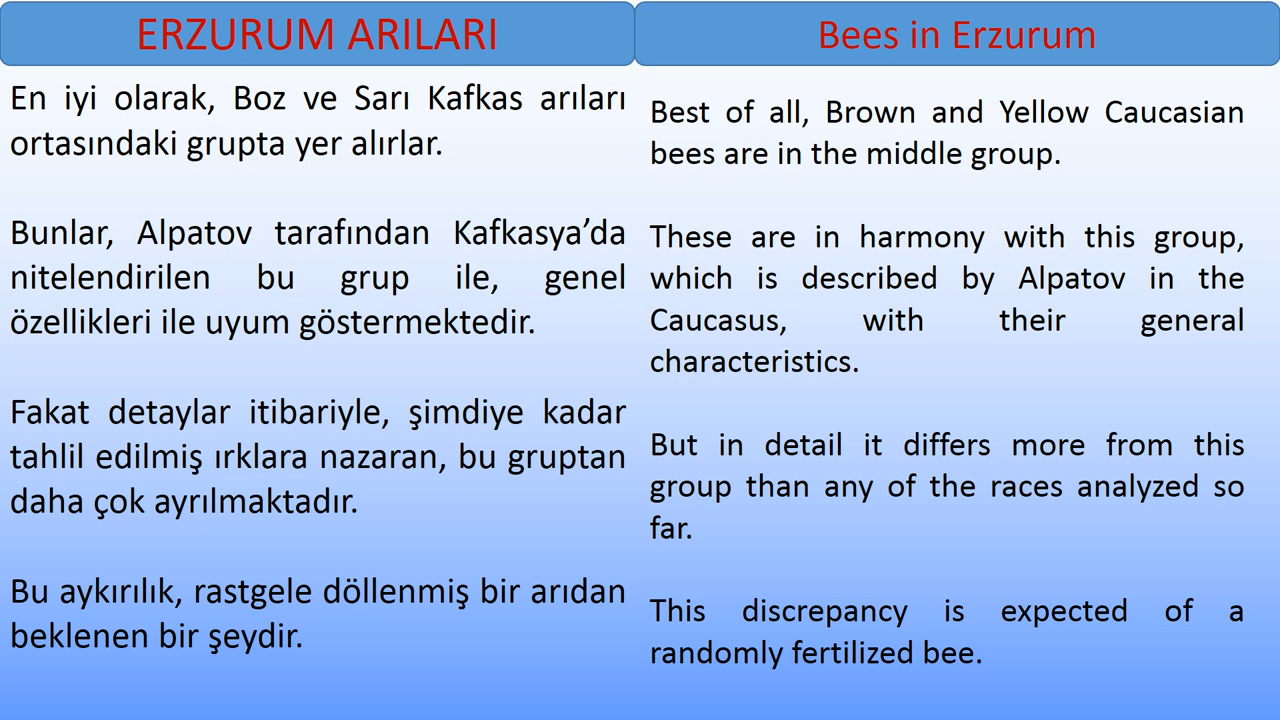 ERZURUM ARILARI
En iyi olarak, Boz ve Sarı Kafkas arıları
ortasındaki grupta yer alırlar.
Bunlar, Alpatov tarafından Kafkasya’da
nitelendirilen bu grup ile, genel
özellikleri ile uyum göstermektedir.
Fakat detaylar itibariyle, şimdiye kadar
tahlil edilmiş ırklara nazaran, bu gruptan
daha çok ayrılmaktadır.
Bu aykırılık, rastgele döllenmiş bir arıdan
beklenen bir şeydir.
Bees in Erzurum
Best of all, Brown and Yellow Caucasian
bees are in the middle group.
These are in harmony with this group,
which is described by Alpatov in the
Caucasus, with their general
characteristics.
But in detail it differs more from this
group than any of the races analyzed so
far.
This discrepancy is expected of a
randomly fertilized bee.